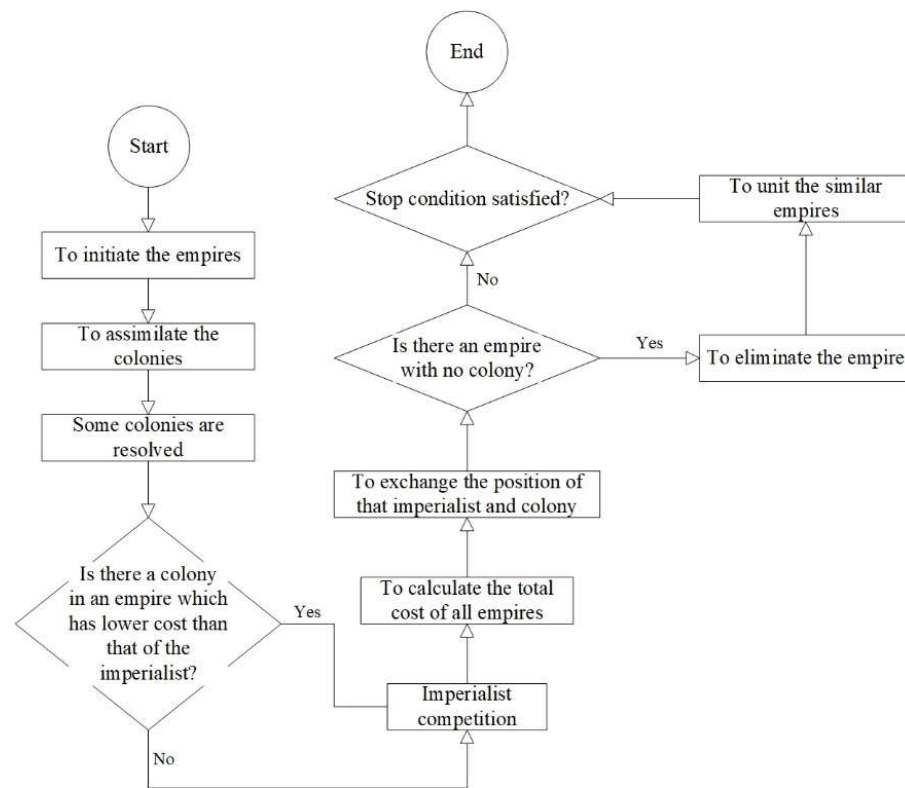 Start
To initiate the empires
To assimilate the
colonies
Some colonies are
resolved
Is there a colony
in an empire which
has lower cost than
that of the
imperialist?
Yes
No
Imperialist
competition
To calculate the total
cost of all empires
To exchange the position of
that imperialist and colony
Is there an empire
with no colony?
Yes
No
To eliminate the empire
To unit the similar
empires
Stop condition satisfied?
End